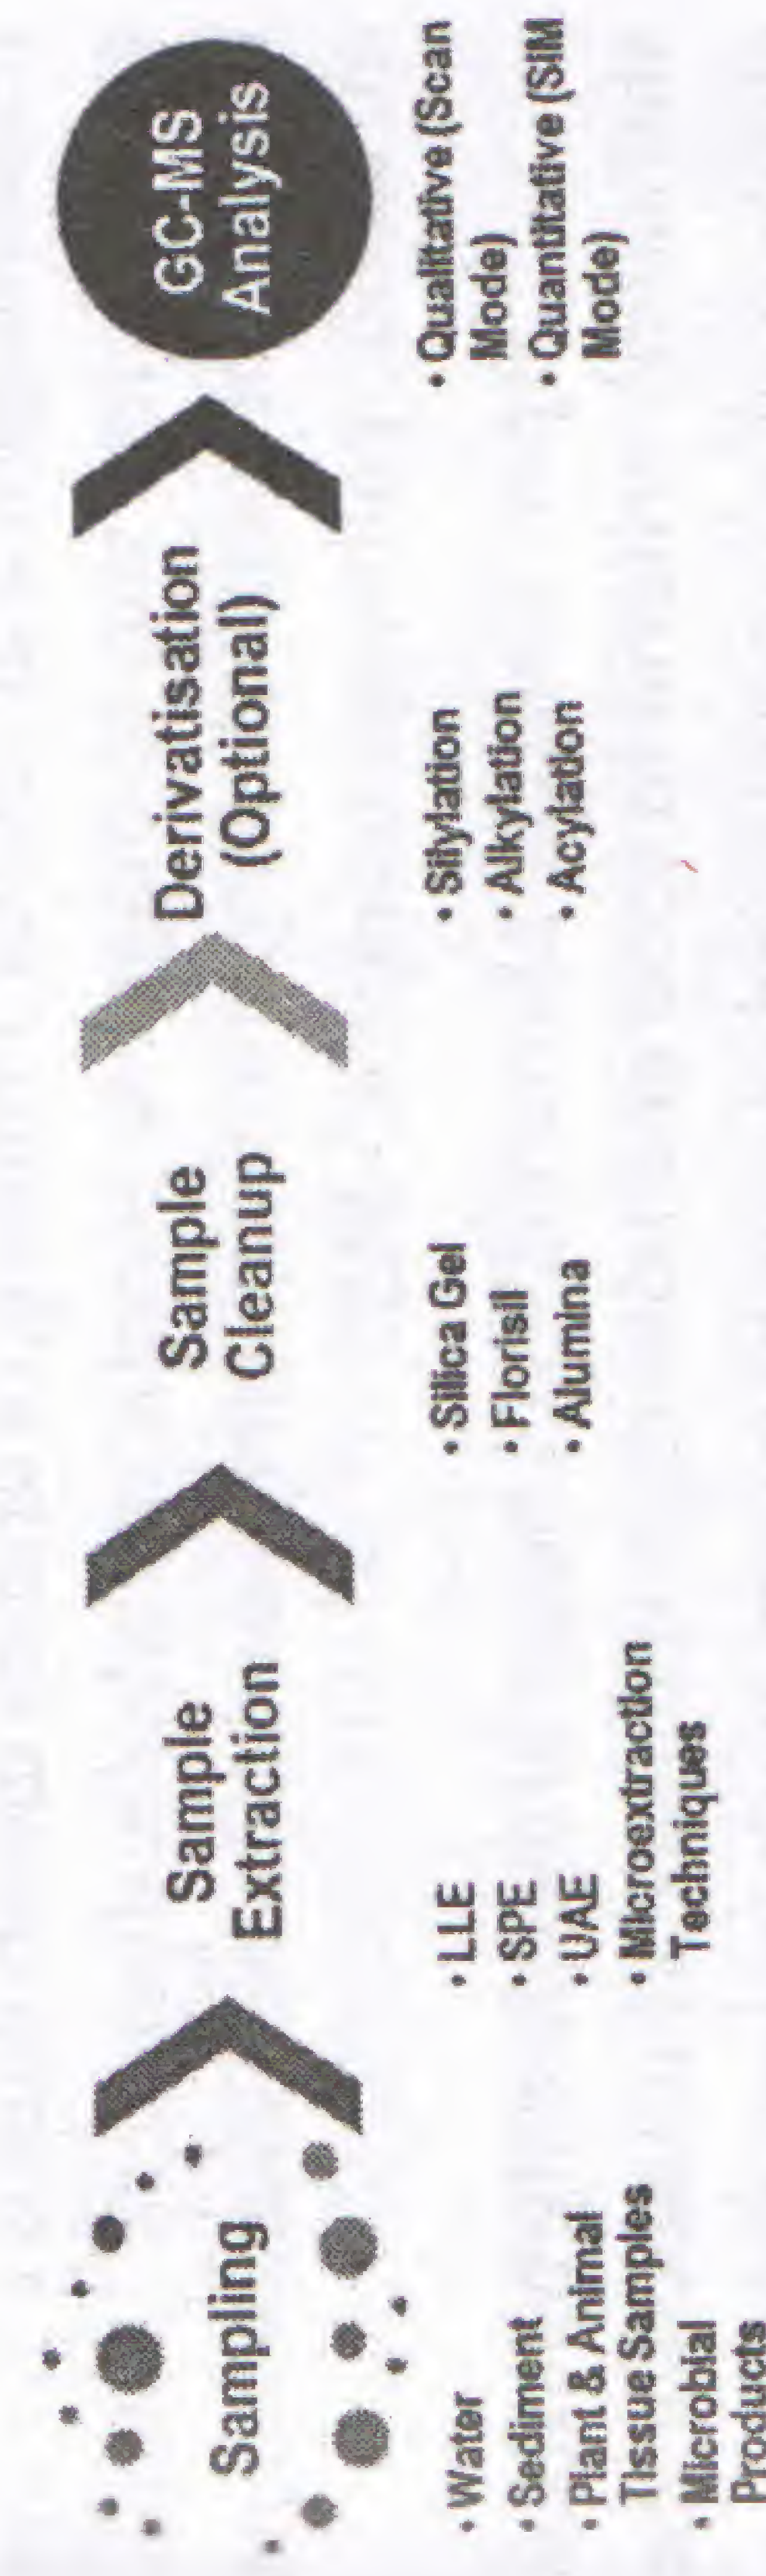 Sampling
• Water
• Sediment
• Plant & Animal
Tissue Samples
• Microbial
Products
Sample
Extraction
• LLE
• SPE
• UAE
• Microextraction
Techniques
Sample
Cleanup
• Silica Gel
• Florisil
• Alumina
Derivatisation
(Optional)
• Silylation
• Alkylation
• Acylation
GC-MS
Analysis
• Qualitative (Scan
Mode)
• Quantitative (SIM
Mode)